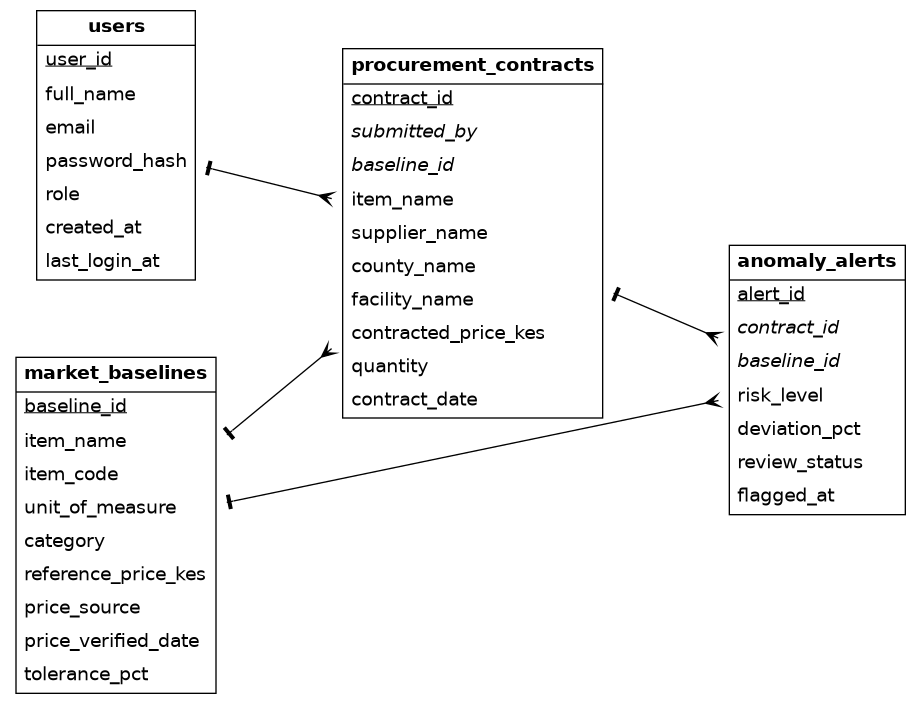 users
user_id
full_name
email
password_hash
role
created_at
last_login_at
procurement_contracts
contract_id
submitted_by
baseline_id
item_name
supplier_name
county_name
facility_name
contracted_price_kes
quantity
contract_date
anomaly_alerts
alert_id
contract_id
baseline_id
risk_level
deviation_pct
review_status
flagged_at
market_baselines
baseline_id
item_name
item_code
unit_of_measure
category
reference_price_kes
price_source
price_verified_date
tolerance_pct